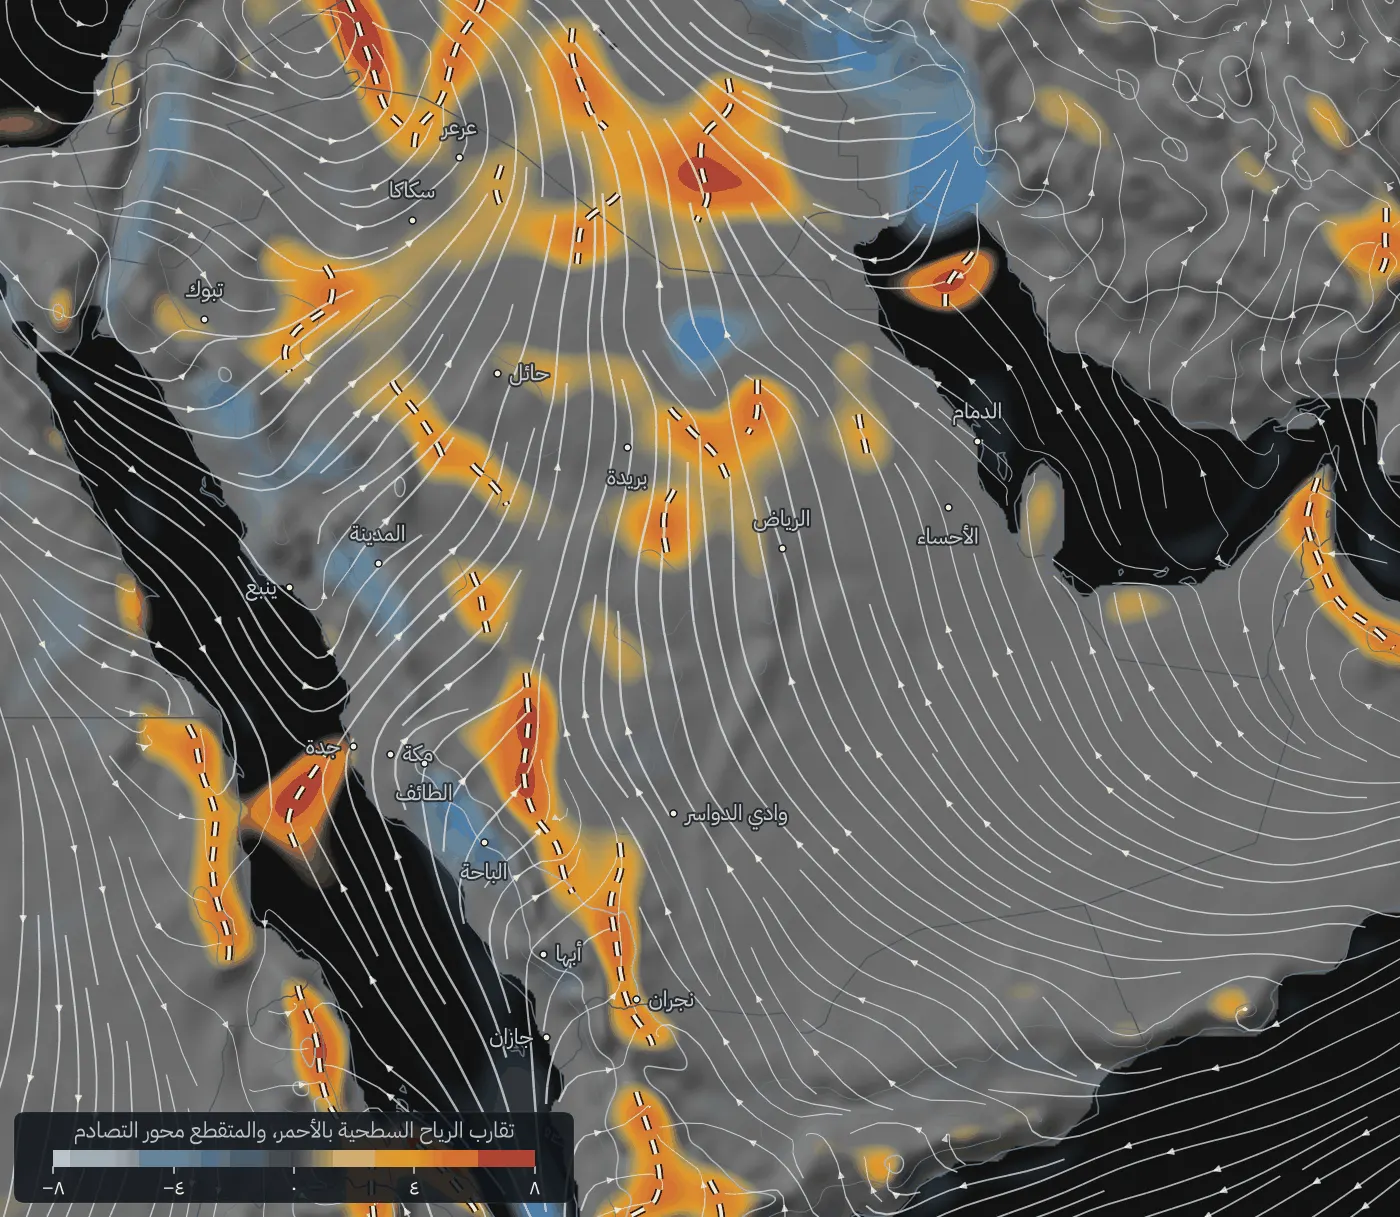 عرعر
سكاكا
تبوك
حائل
الدمام
بريدة
الرياض
الأحساء
المدينة
ينبع
جدة
مكة
الطائف
وادي الدواسر
الباحة
أبها
نجران
جازان
تقارب الرياح السطحية بالأحمر، والمتقطع محور التصادم
−٨ −٤ ٠ ٤ ٨